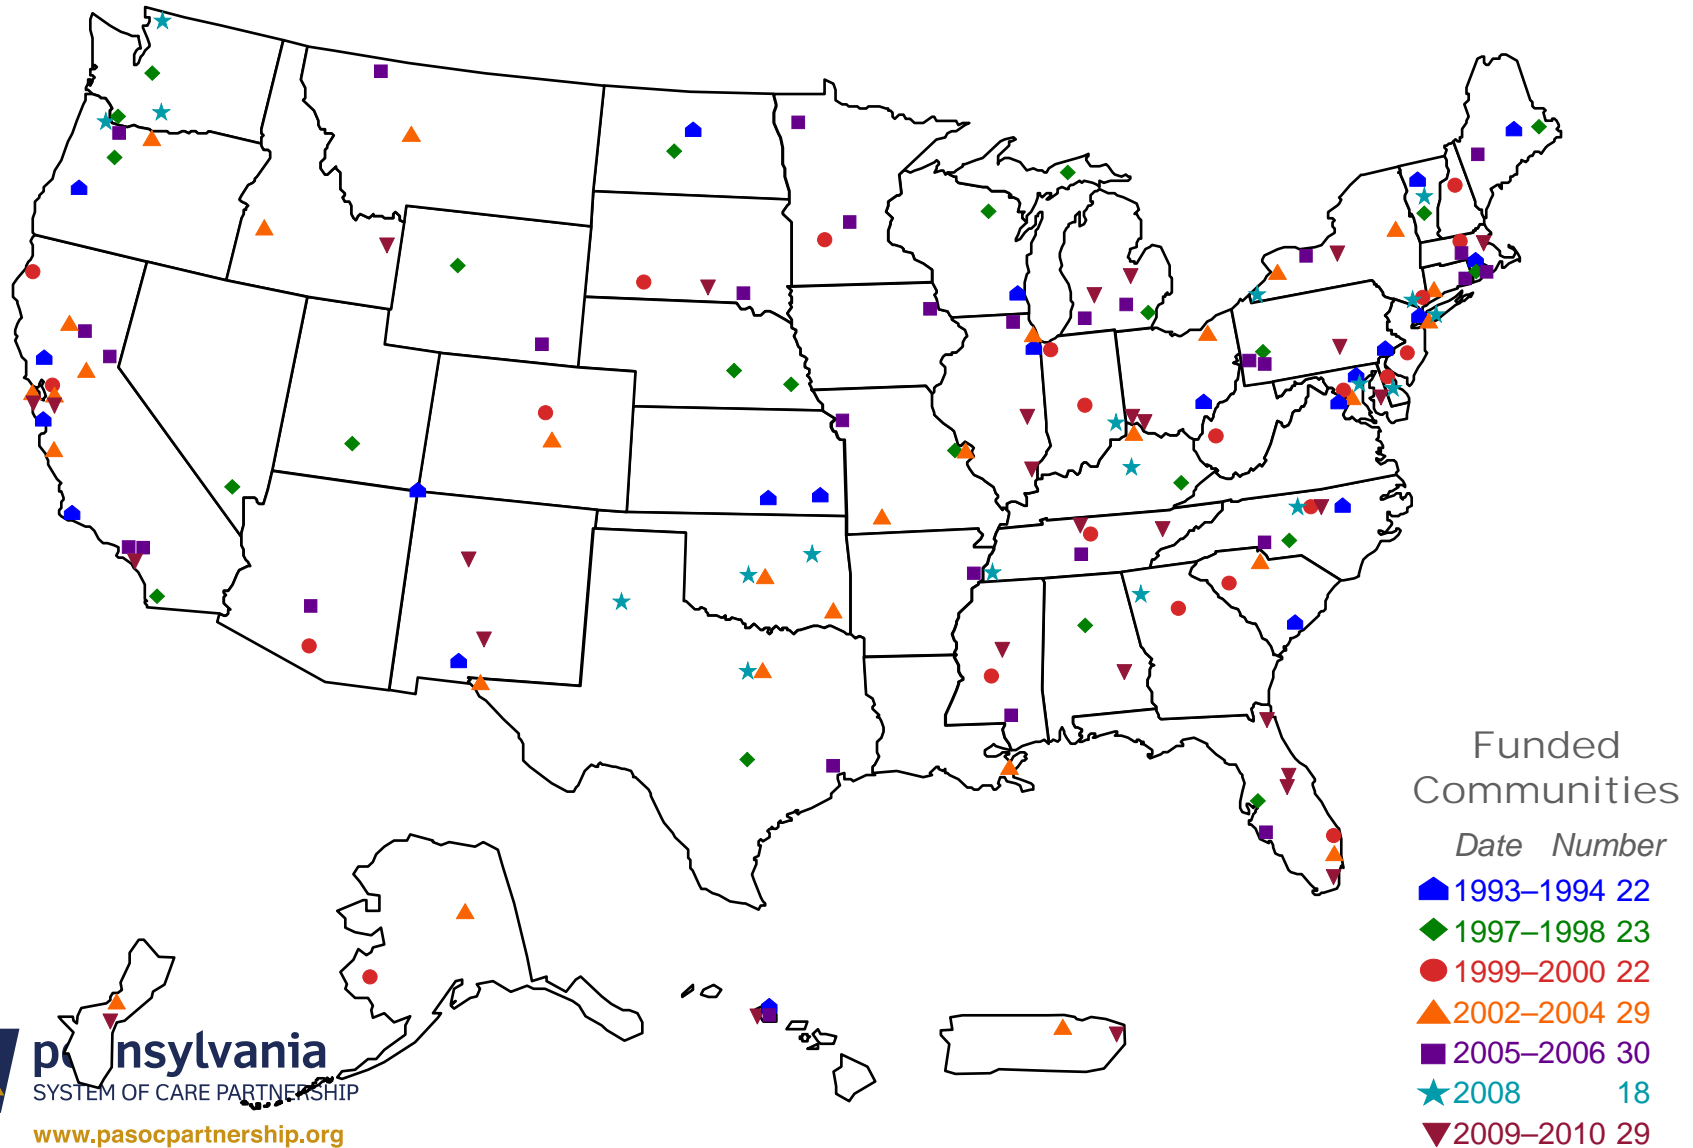 Funded
Communities
Date Number
1993–1994 22
1997–1998 23
1999–2000 22
2002–2004 29
2005–2006 30
2008 18
2009–2010 29
pennsylvania
SYSTEM OF CARE PARTNERSHIP
www.pasocpartnership.org